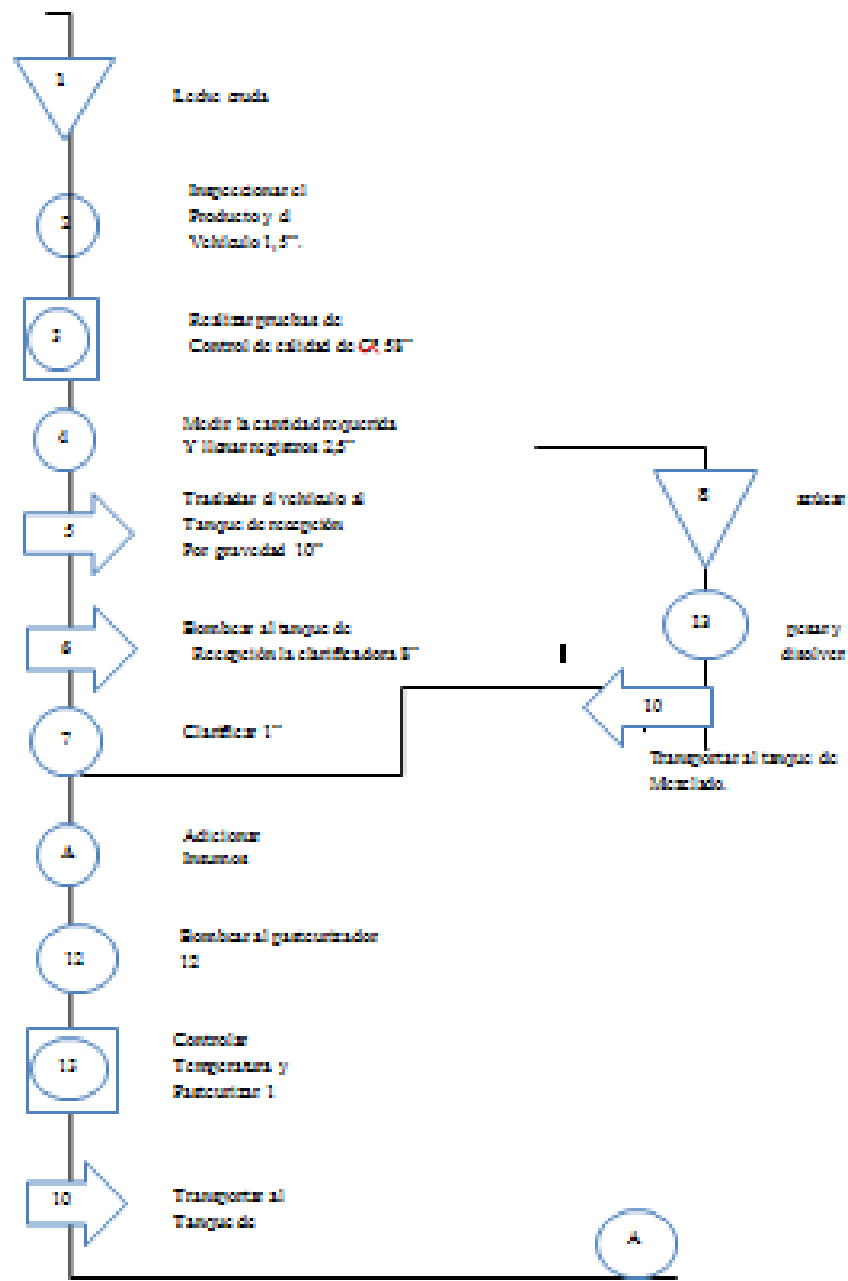 1
Leche cruda
Inspeccionar el
Producto y el
Vehículo 1,5".
3
Realizar pruebas de
Control de calidad de
Medir la cantidad requerida
Y llenar registros 2,5"
5
Trasladar el vehículo al
Tanque de recepción
Por gravedad 10"
6
Bombear al tanque de
Recepción la clarificadora 8"
7
Clarificar 1"
8
azúcar
pesar y
disolver
10
Transportar al tanque de
Mezclado.
A
Adicionar
Insumos
12
Bombear al pasteurizador
12
13
Controlar
Temperatura y
Pasteurizar 1
10
Transportar al
Tanque de
A